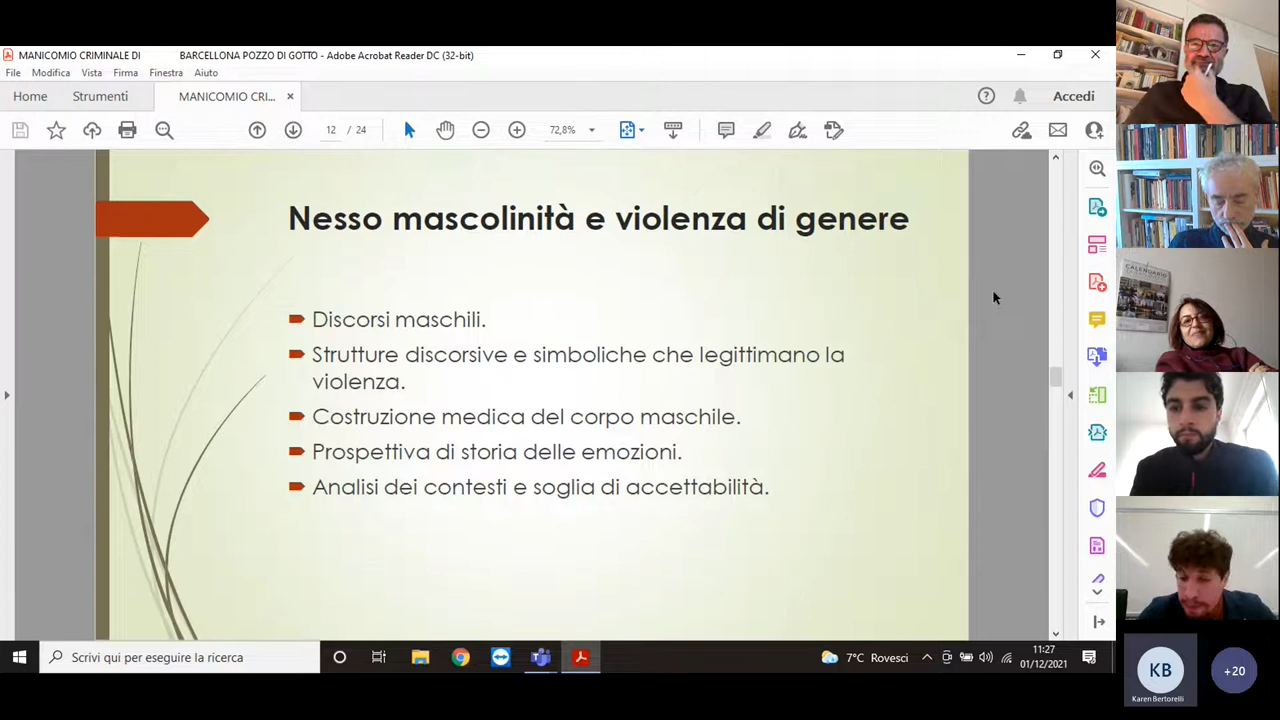 MANICOMIO CRIMINALE DI BARCELLONA POZZO DI GOTTO - Adobe Acrobat Reader DC (32-bit)
File Modifica Vista Firma Finestra Aiuto
Home Strumenti MANICOMIO CRI... × Accedi
12 / 24 72,8%
Nesso mascolinità e violenza di genere
Discorsi maschili.
Strutture discorsive e simboliche che legittimano la
violenza.
Costruzione medica del corpo maschile.
Prospettiva di storia delle emozioni.
Analisi dei contesti e soglia di accettabilità.
CALENDARIO
KB
Karen Bertorelli
+20
Scrivi qui per eseguire la ricerca
7°C Rovesci
11:27
01/12/2021